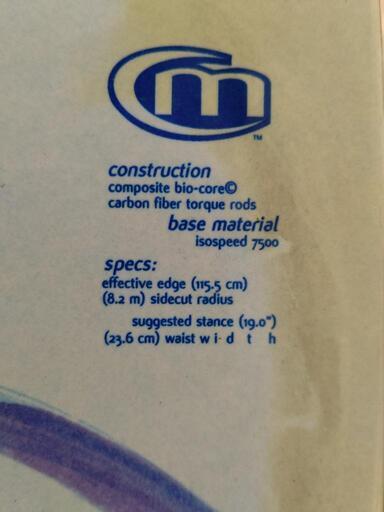 m
TM
construction
composite bio-core©
carbon fiber torque rods
base material
isospeed 7500
specs:
effective edge (115.5 cm)
(8.2 m) sidecut radius
suggested stance (19.0")
(23.6 cm) waist w i d t h